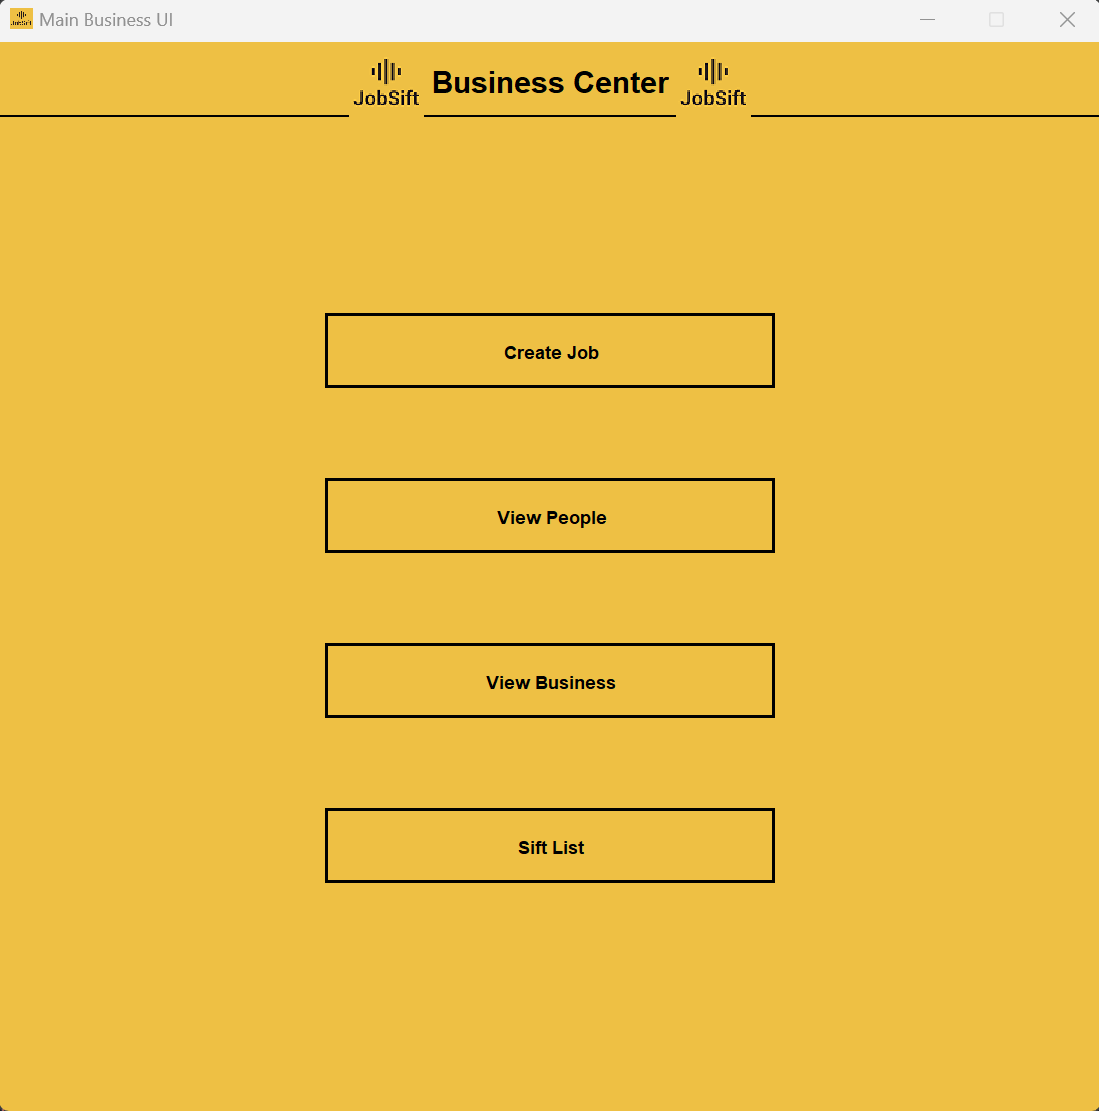 Main Business UI
JobSift Business Center JobSift
Create Job
View People
View Business
Sift List